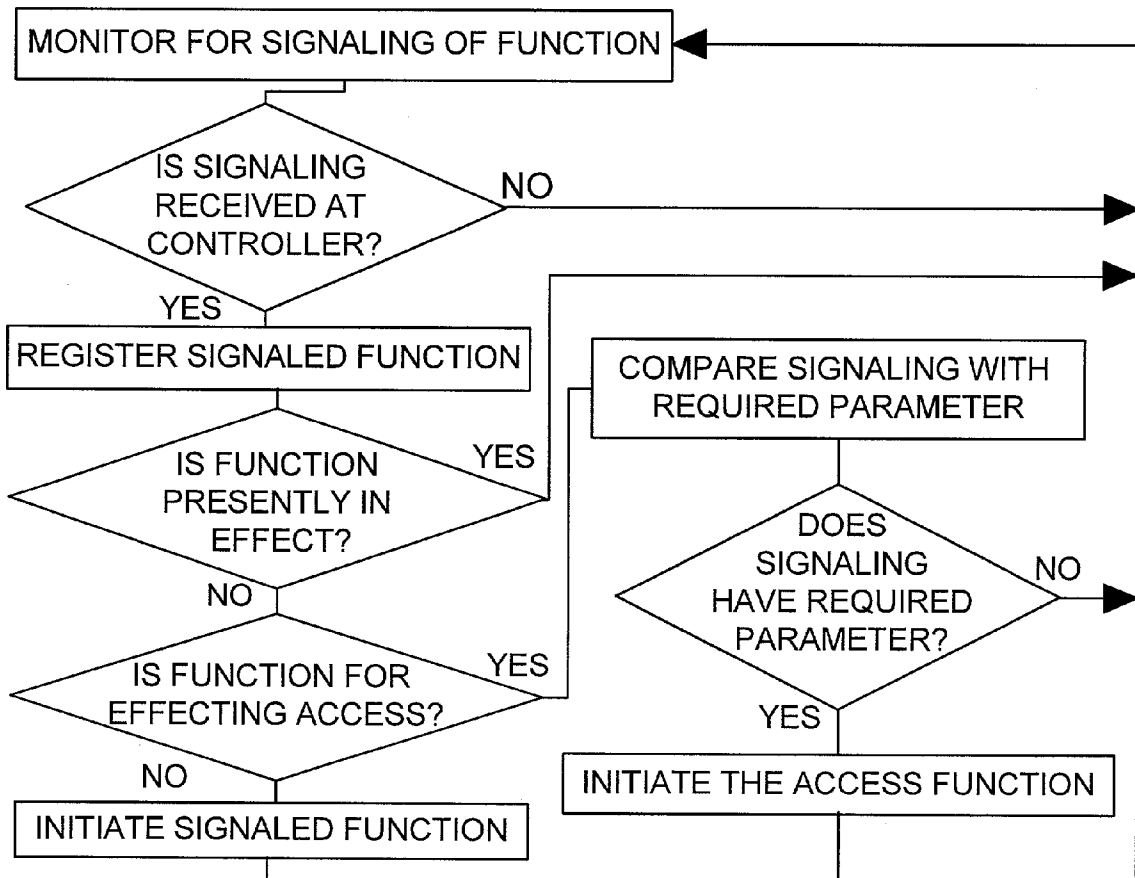 MONITOR FOR SIGNALING OF FUNCTION
IS SIGNALING
RECEIVED AT
CONTROLLER?
NO
YES
REGISTER SIGNALED FUNCTION
IS FUNCTION
PRESENTLY IN
EFFECT?
YES
NO
IS FUNCTION FOR
EFFECTING ACCESS?
YES
NO
INITIATE SIGNALED FUNCTION
COMPARE SIGNALING WITH
REQUIRED PARAMETER
DOES
SIGNALING
HAVE REQUIRED
PARAMETER?
NO
YES
INITIATE THE ACCESS FUNCTION